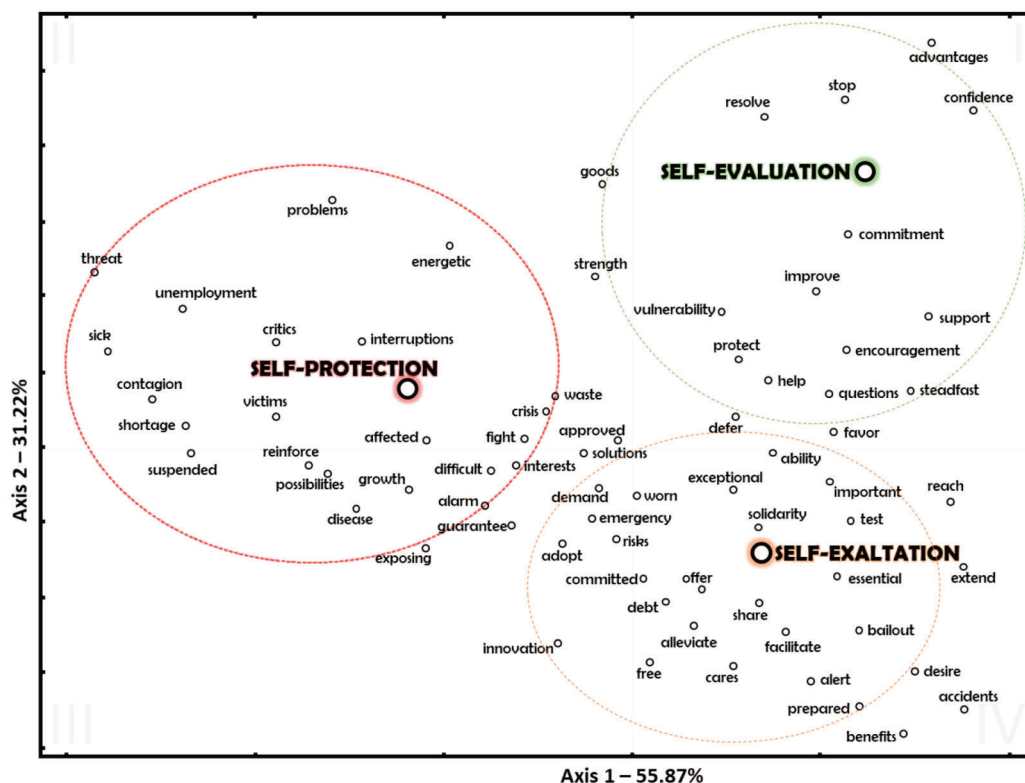 II
I
advantages
stop
resolve
confidence
SELF-EVALUATION
goods
problems
commitment
energetic
threat
strength
improve
unemployment
vulnerability
support
sick
critics
interruptions
protect
encouragement
SELF-PROTECTION
help
contagion
questions
steadfast
victims
waste
crisis
shortage
defer
favor
affected
fight
approved
suspended
solutions
ability
reinforce
difficult
interests
possibilities
growth
exceptional
important
reach
demand
worn
disease
alarm
solidarity
test
guarantee
emergency
risks
exposing
adopt
SELF-EXALTATION
committed
offer
essential
extend
debt
share
innovation
alleviate
facilitate
bailout
free
cares
alert
desire
prepared
accidents
benefits
III
IV
Axis 2 – 31.22%
Axis 1 – 55.87%